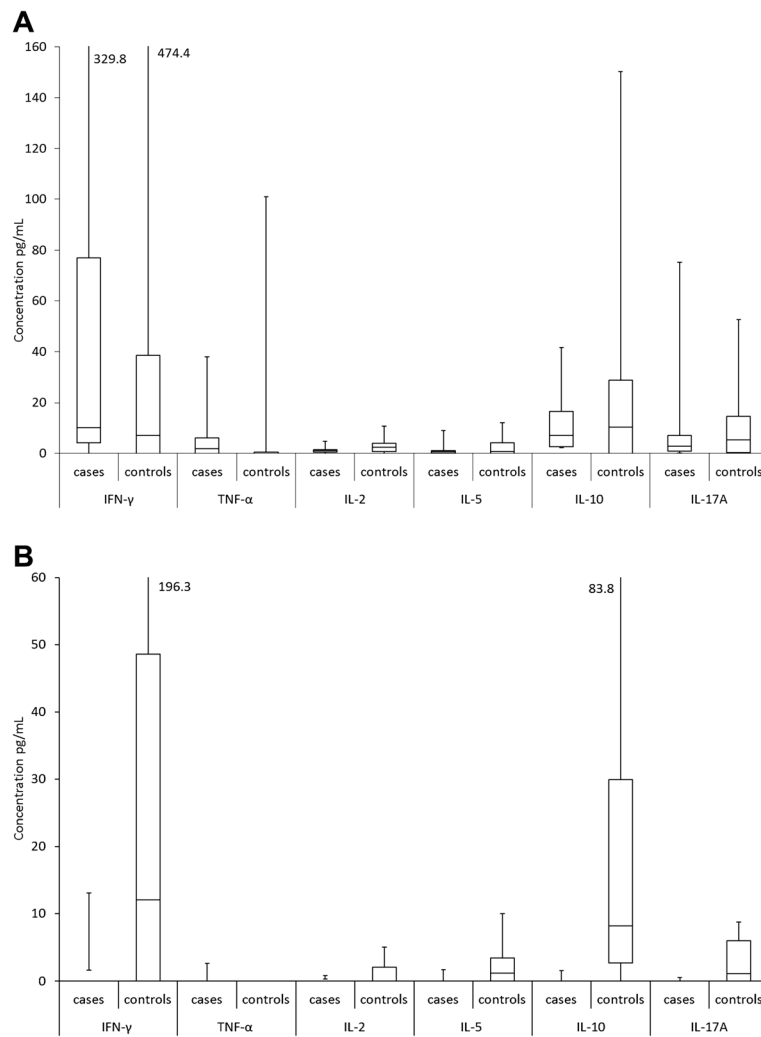 A
329.8 474.4
160
140
120
100
80
60
40
20
0
Concentration pg/mL
cases controls cases controls cases controls cases controls cases controls cases controls
IFN-γ TNF-α IL-2 IL-5 IL-10 IL-17A
B
196.3 83.8
60
50
40
30
20
10
0
Concentration pg/mL
cases controls cases controls cases controls cases controls cases controls cases controls
IFN-γ TNF-α IL-2 IL-5 IL-10 IL-17A